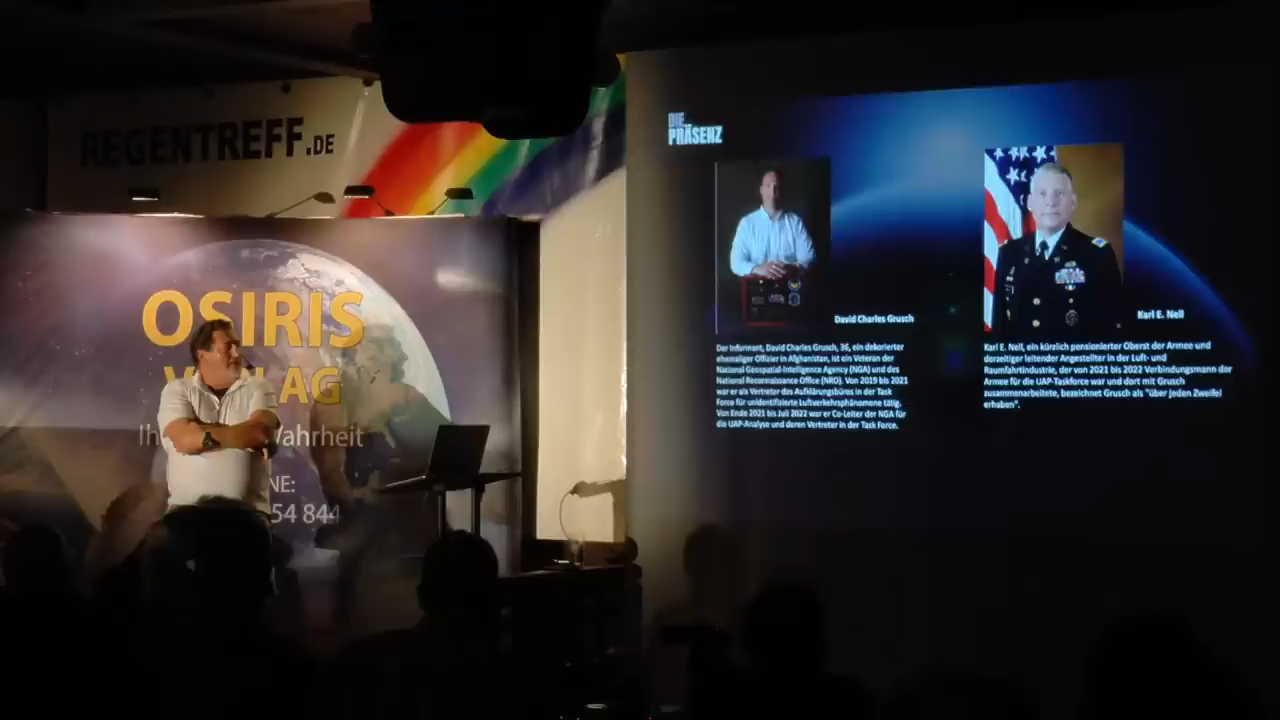 REGENTREFF.DE
OSIRIS
AG
Ih
Wahrheit
NE:
54 844
DIE
PRÄSENZ
David Charles Grusch
Der Informant, David Charles Grusch, 36, ein dekorierter
ehemaliger Offizier in Afghanistan, ist ein Veteran der
National Geospatial-Intelligence Agency (NGA) und des
National Reconnaissance Office (NRO). Von 2019 bis 2021
war er als Vertreter des Aufklärungsbüros in der Task
Force für unidentifizierte Luftverkehrsphänomene tätig.
Von Ende 2021 bis Juli 2022 war er Co-Leiter der NGA für
die UAP-Analyse und deren Vertreter in der Task Force.
Karl E. Nell
Karl E. Nell, ein kürzlich pensionierter Oberst der Armee und
derzeitiger leitender Angestellter in der Luft- und
Raumfahrtindustrie, der von 2021 bis 2022 Verbindungsmann der
Armee für die UAP-Taskforce war und dort mit Grusch
zusammenarbeitete, bezeichnet Grusch als "über jeden Zweifel
erhaben".